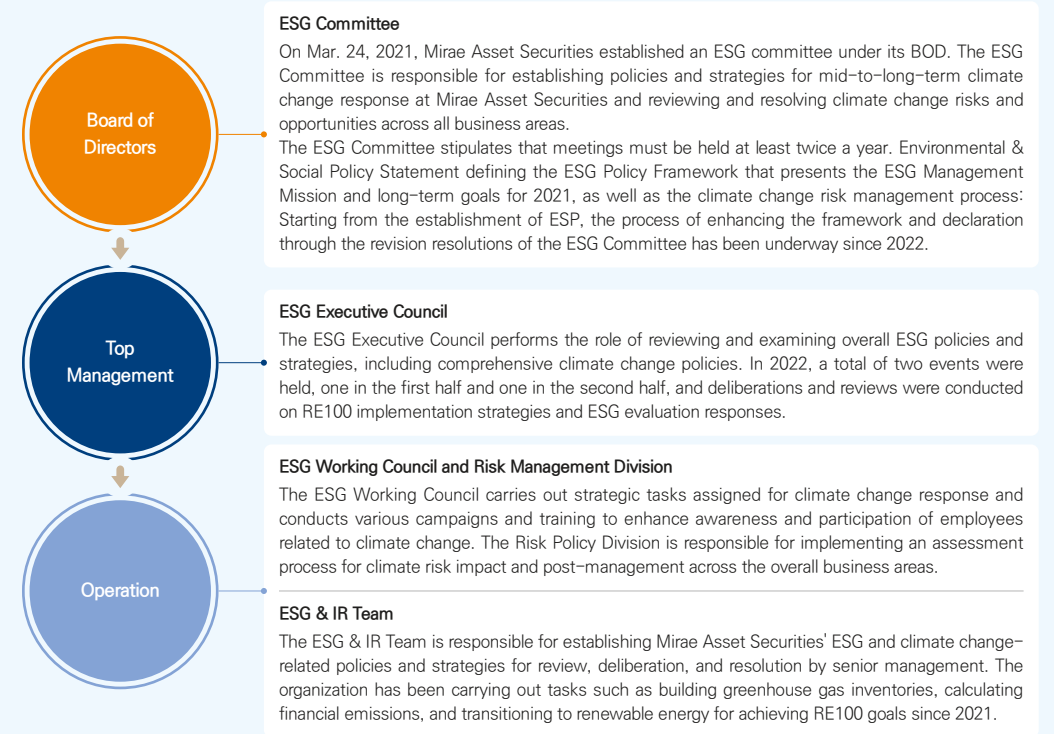 Board of
Directors
ESG Committee
On Mar. 24, 2021, Mirae Asset Securities established an ESG committee under its BOD. The ESG
Committee is responsible for establishing policies and strategies for mid-to-long-term climate
change response at Mirae Asset Securities and reviewing and resolving climate change risks and
opportunities across all business areas.
The ESG Committee stipulates that meetings must be held at least twice a year. Environmental &
Social Policy Statement defining the ESG Policy Framework that presents the ESG Management
Mission and long-term goals for 2021, as well as the climate change risk management process:
Starting from the establishment of ESP, the process of enhancing the framework and declaration
through the revision resolutions of the ESG Committee has been underway since 2022.
Top
Management
ESG Executive Council
The ESG Executive Council performs the role of reviewing and examining overall ESG policies and
strategies, including comprehensive climate change policies. In 2022, a total of two events were
held, one in the first half and one in the second half, and deliberations and reviews were conducted
on RE100 implementation strategies and ESG evaluation responses.
Operation
ESG Working Council and Risk Management Division
The ESG Working Council carries out strategic tasks assigned for climate change response and
conducts various campaigns and training to enhance awareness and participation of employees
related to climate change. The Risk Policy Division is responsible for implementing an assessment
process for climate risk impact and post-management across the overall business areas.
ESG & IR Team
The ESG & IR Team is responsible for establishing Mirae Asset Securities' ESG and climate change-
related policies and strategies for review, deliberation, and resolution by senior management. The
organization has been carrying out tasks such as building greenhouse gas inventories, calculating
financial emissions, and transitioning to renewable energy for achieving RE100 goals since 2021.